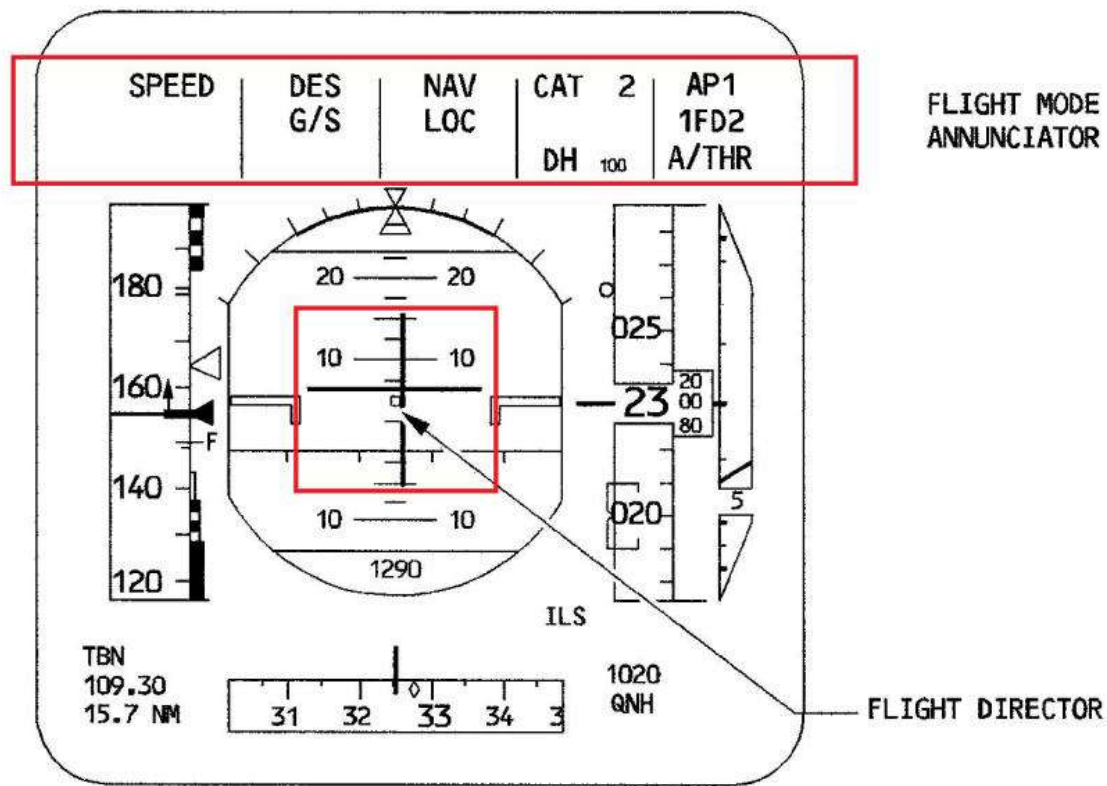 SPEED DES NAV CAT 2 AP1
G/S LOC 1FD2
DH 100 A/THR
FLIGHT MODE
ANNUNCIATOR
180
160
F
140
120
20 20
10 10
10 10
1290
025
23
20
00
80
020
5
ILS
TBN
109.30
15.7 NM
31 32 33 34 3
1020
QNH
FLIGHT DIRECTOR